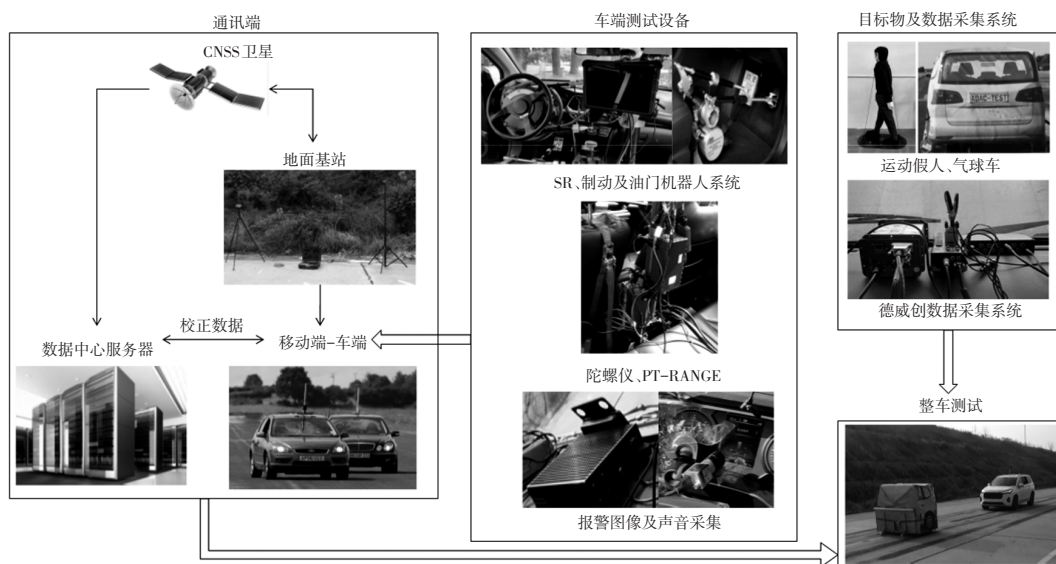 通讯端
CNSS卫星
地面基站
校正数据
数据中心服务器
移动端-车端
车端测试设备
SR、制动及油门机器人系统
陀螺仪、PT-RANGE
报警图像及声音采集
目标物及数据采集系统
运动假人、气球车
德威创数据采集系统
整车测试